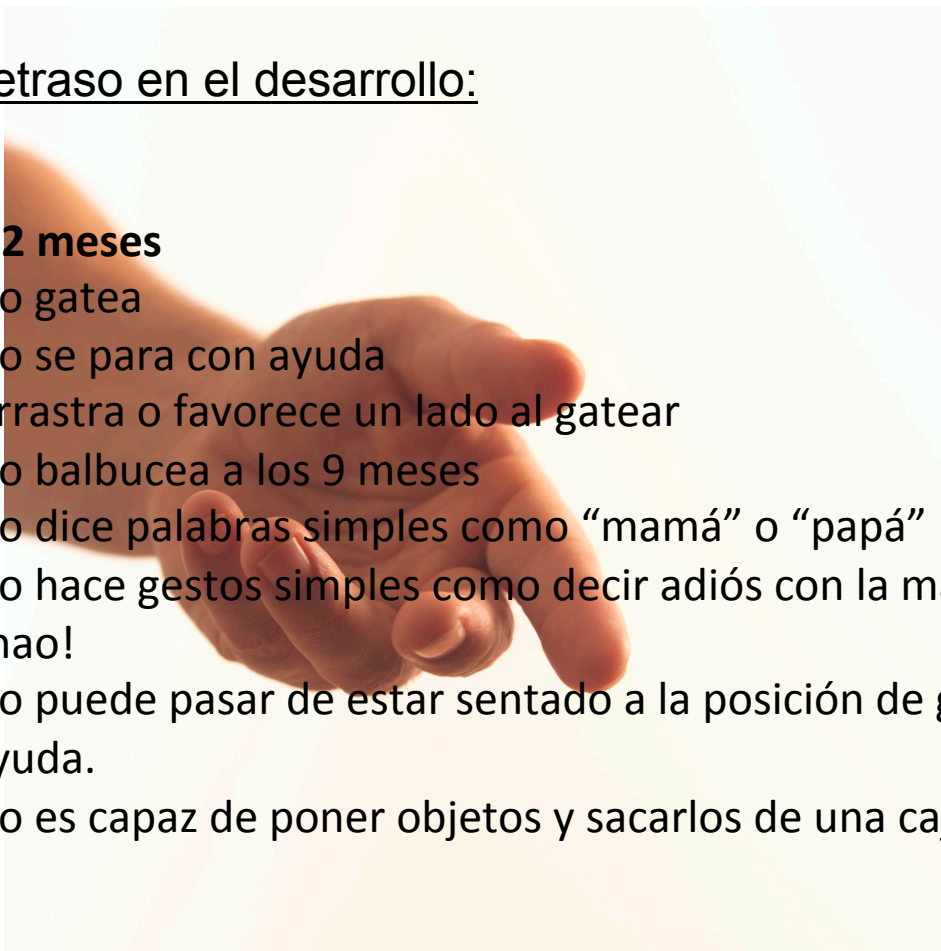 etraso en el desarrollo:
2 meses
o gatea
o se para con ayuda
rrastra o favorece un lado al gatear
o balbucea a los 9 meses
o dice palabras simples como “mamá” o “papá”
o hace gestos simples como decir adiós con la m
hao!
o puede pasar de estar sentado a la posición de g
yuda.
o es capaz de poner objetos y sacarlos de una ca